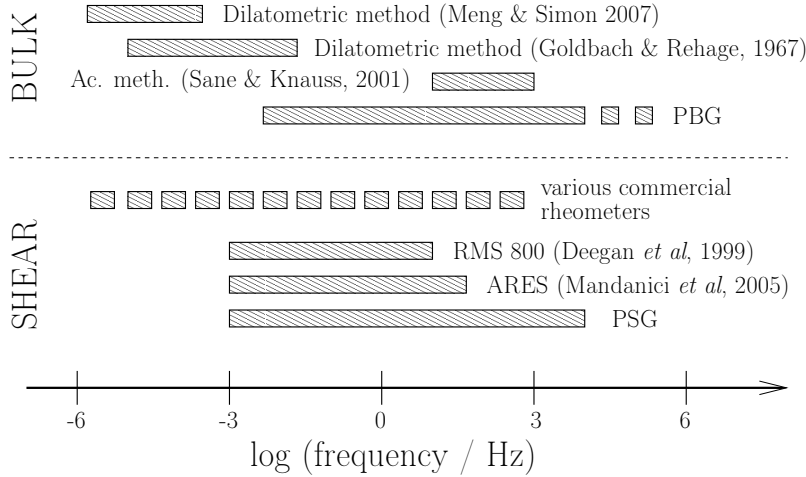 BULK
Dilatometric method (Meng & Simon 2007)
Dilatometric method (Goldbach & Rehage, 1967)
Ac. meth. (Sane & Knauss, 2001)
PBG
SHEAR
various commercial
rheometers
RMS 800 (Deegan et al, 1999)
ARES (Mandanici et al, 2005)
PSG
-6 -3 0 3 6
log (frequency / Hz)